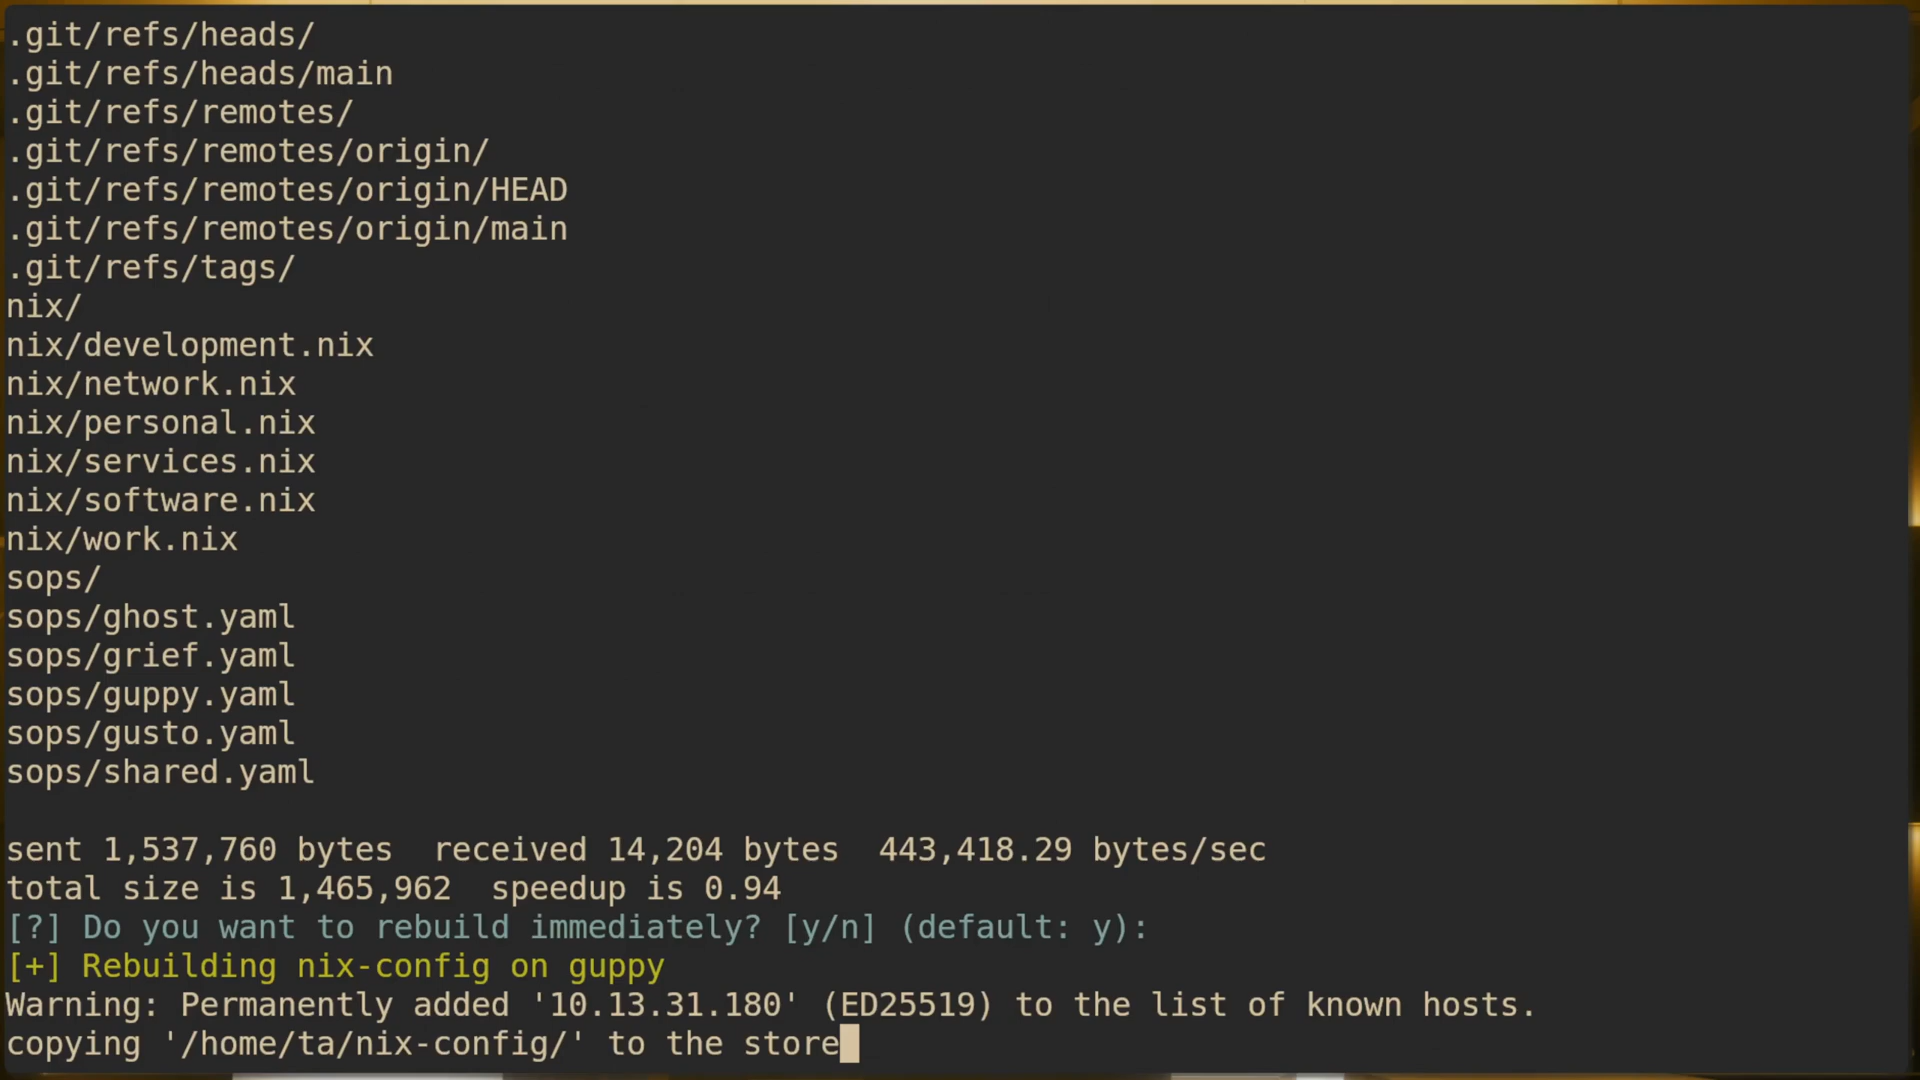 .git/refs/heads/
.git/refs/heads/main
.git/refs/remotes/
.git/refs/remotes/origin/
.git/refs/remotes/origin/HEAD
.git/refs/remotes/origin/main
.git/refs/tags/
nix/
nix/development.nix
nix/network.nix
nix/personal.nix
nix/services.nix
nix/software.nix
nix/work.nix
sops/
sops/ghost.yaml
sops/grief.yaml
sops/guppy.yaml
sops/gusto.yaml
sops/shared.yaml
sent 1,537,760 bytes  received 14,204 bytes  443,418.29 bytes/sec
total size is 1,465,962  speedup is 0.94
[?] Do you want to rebuild immediately? [y/n] (default: y):
[+] Rebuilding nix-config on guppy
Warning: Permanently added '10.13.31.180' (ED25519) to the list of known hosts.
copying '/home/ta/nix-config/' to the store